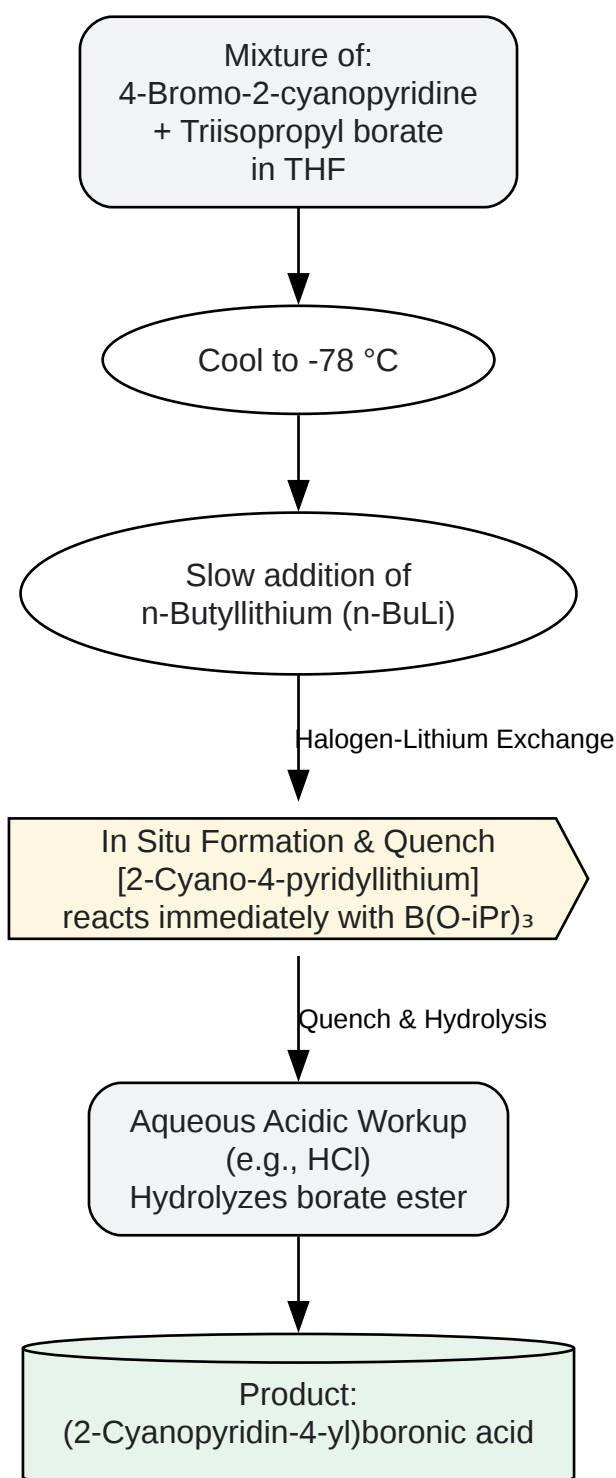 Mixture of:
4-Bromo-2-cyanopyridine
+ Triisopropyl borate
in THF
Cool to -78 °C
Slow addition of
n-Butyllithium (n-BuLi)
Halogen-Lithium Exchange
In Situ Formation & Quench
[2-Cyano-4-pyridyllithium]
reacts immediately with B(O-iPr)₃
Quench & Hydrolysis
Aqueous Acidic Workup
(e.g., HCl)
Hydrolyzes borate ester
Product:
(2-Cyanopyridin-4-yl)boronic acid